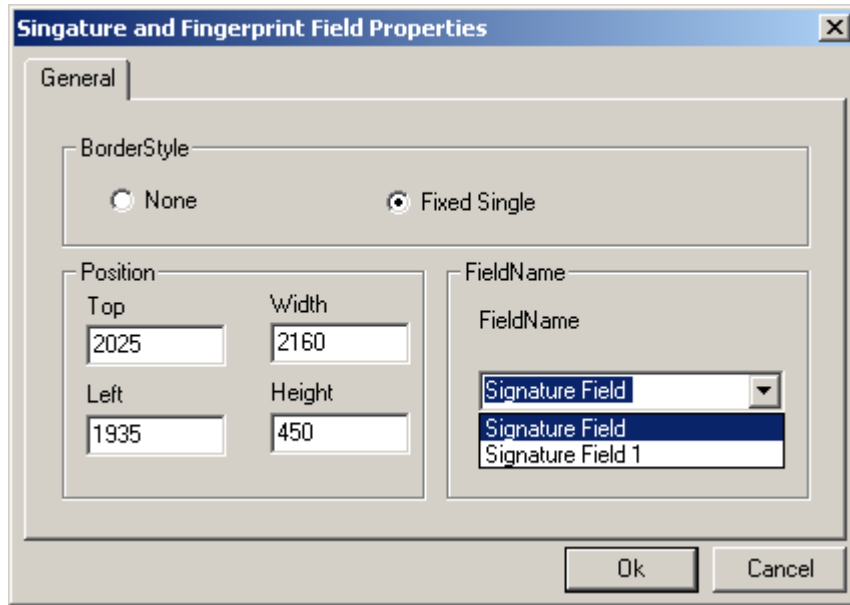 Singature and Fingerprint Field Properties
General
BorderStyle
None
Fixed Single
Position
Top
Width
2025
2160
Left
Height
1935
450
FieldName
FieldName
Signature Field
Signature Field
Signature Field 1
Ok
Cancel